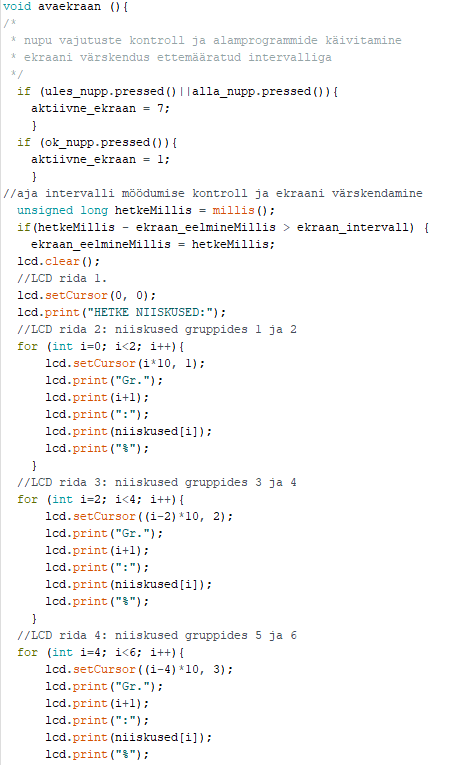 void avaekraan (){
/*
 * nupu vajutuste kontroll ja alamprogrammide käivitamine
 * ekraani värskendus ettemääratud intervalliga
 */
  if (ules_nupp.pressed()||alla_nupp.pressed()){
    aktiivne_ekraan = 7;
    }
  if (ok_nupp.pressed()){
    aktiivne_ekraan = 1;
    }
//aja intervalli möödumise kontroll ja ekraani värskendamine
  unsigned long hetkeMillis = millis();
  if(hetkeMillis - ekraan_eelmineMillis > ekraan_intervall) {
    ekraan_eelmineMillis = hetkeMillis;
  lcd.clear();
  //LCD rida 1.
  lcd.setCursor(0, 0);
  lcd.print("HETKE NIISKUSED:");
  //LCD rida 2: niiskused gruppides 1 ja 2
  for (int i=0; i<2; i++){
      lcd.setCursor(i*10, 1);
      lcd.print("Gr.");
      lcd.print(i+1);
      lcd.print(":");
      lcd.print(niiskused[i]);
      lcd.print("%");
    }
  //LCD rida 3: niiskused gruppides 3 ja 4
  for (int i=2; i<4; i++){
      lcd.setCursor((i-2)*10, 2);
      lcd.print("Gr.");
      lcd.print(i+1);
      lcd.print(":");
      lcd.print(niiskused[i]);
      lcd.print("%");
    }
  //LCD rida 4: niiskused gruppides 5 ja 6
  for (int i=4; i<6; i++){
      lcd.setCursor((i-4)*10, 3);
      lcd.print("Gr.");
      lcd.print(i+1);
      lcd.print(":");
      lcd.print(niiskused[i]);
      lcd.print("%");